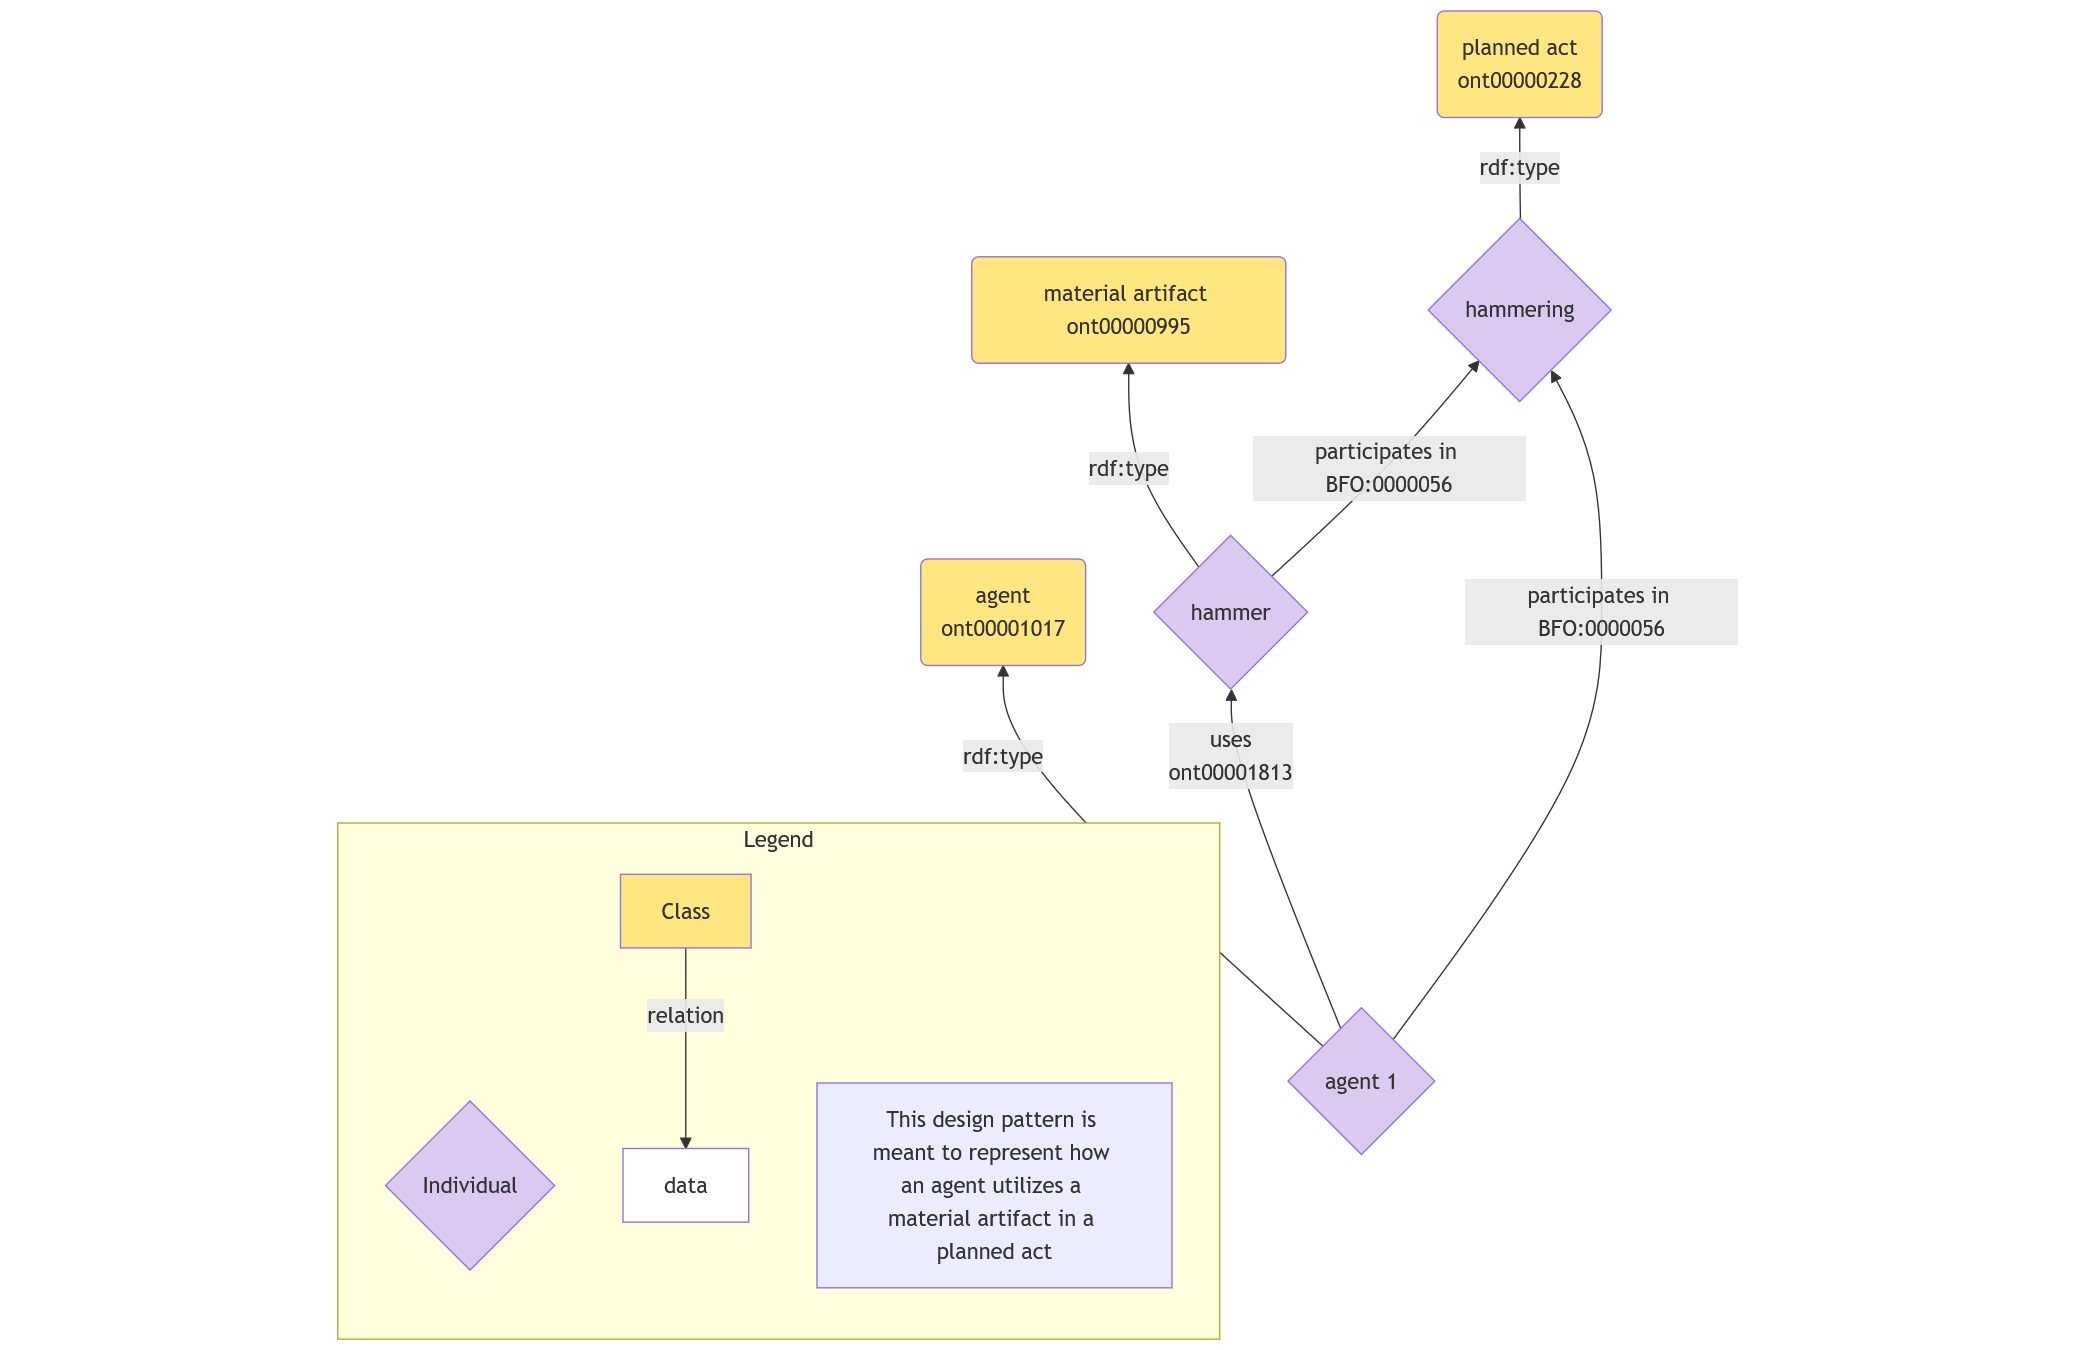 planned act
ont00000228
rdf:type
hammering
material artifact
ont00000995
rdf:type
participates in
BFO:0000056
agent
ont00001017
hammer
participates in
BFO:0000056
rdf:type
uses
ont00001813
agent 1
Legend
Class
relation
Individual
data
This design pattern is
meant to represent how
an agent utilizes a
material artifact in a
planned act